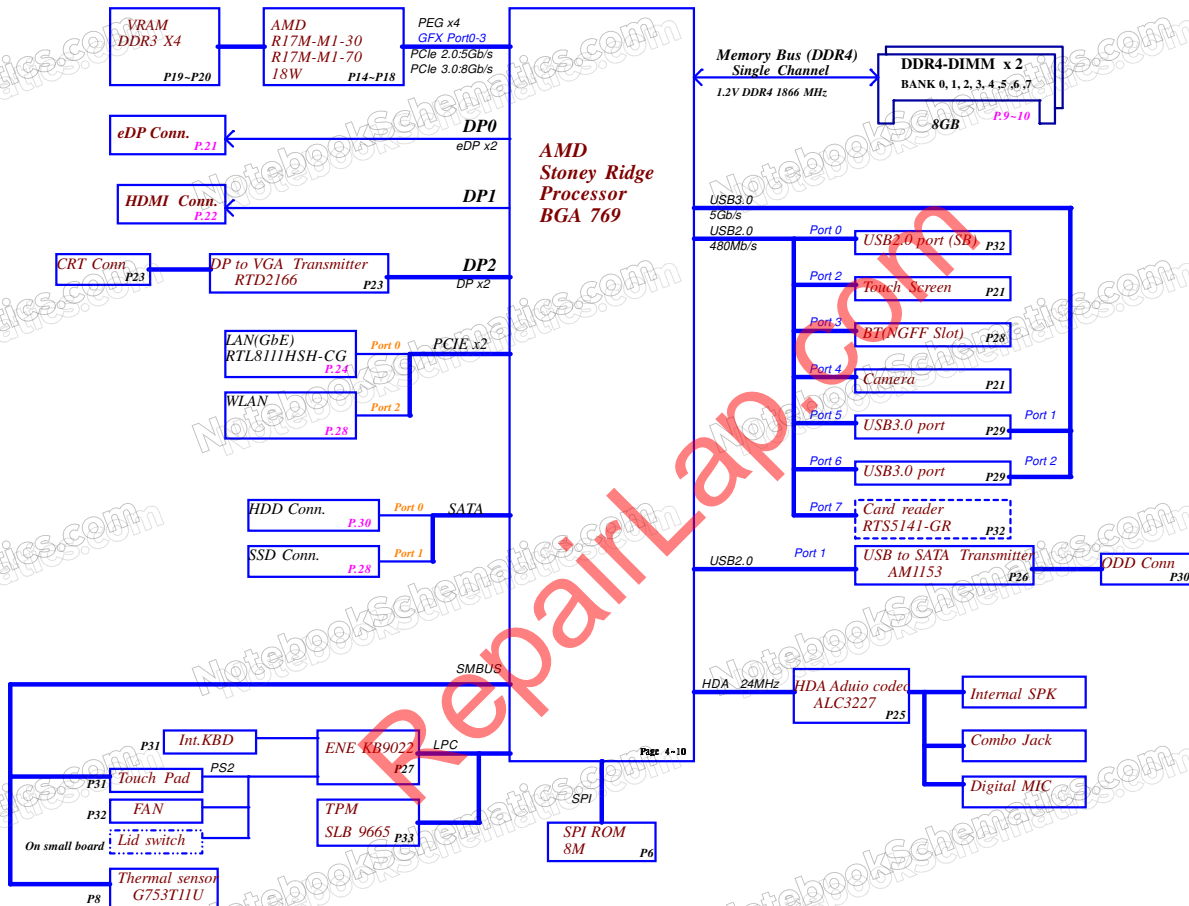 VRAM
DDR3 X4
P19~P20
AMD
R17M-M1-30
R17M-M1-70
18W
P14~P18
PEG x4
GFX Port0-3
PCIe 2.0:5Gb/s
PCIe 3.0:8Gb/s
Memory Bus (DDR4)
Single Channel
1.2V DDR4 1866 MHz
DDR4-DIMM x 2
BANK 0, 1, 2, 3, 4 ,5 ,6 ,7
P.9~10
8GB
eDP Conn.
P.21
DP0
eDP x2
AMD
Stoney Ridge
Processor
BGA 769
HDMI Conn.
P.22
DP1
CRT Conn
P23
DP to VGA Transmitter
RTD2166
P23
DP2
DP x2
LAN(GbE)
RTL8111HSH-CG
P.24
Port 0
PCIE x2
WLAN
P.28
Port 2
HDD Conn.
P.30
Port 0
SATA
SSD Conn.
P.28
Port 1
USB3.0
5Gb/s
USB2.0
480Mb/s
Port 0
USB2.0 port (SB)
P32
Port 2
Touch Screen
P21
Port 3
BT(NGFF Slot)
P28
Port 4
Camera
P21
Port 5
USB3.0 port
P29
Port 1
Port 6
USB3.0 port
P29
Port 2
Port 7
Card reader
RTS5141-GR
P32
USB2.0
Port 1
USB to SATA Transmitter
AM1153
P26
ODD Conn
P30
SMBUS
HDA 24MHz
HDA Aduio codec
ALC3227
P25
Internal SPK
Combo Jack
Digital MIC
P31
Int.KBD
ENE KB9022
P27
LPC
Page 4~10
P31
Touch Pad
PS2
P32
FAN
TPM
SLB 9665
P33
On small board
Lid switch
SPI
SPI ROM
8M
P6
Thermal sensor
G753T11U
P8
RepairLap.com
NotebookSchematics.com